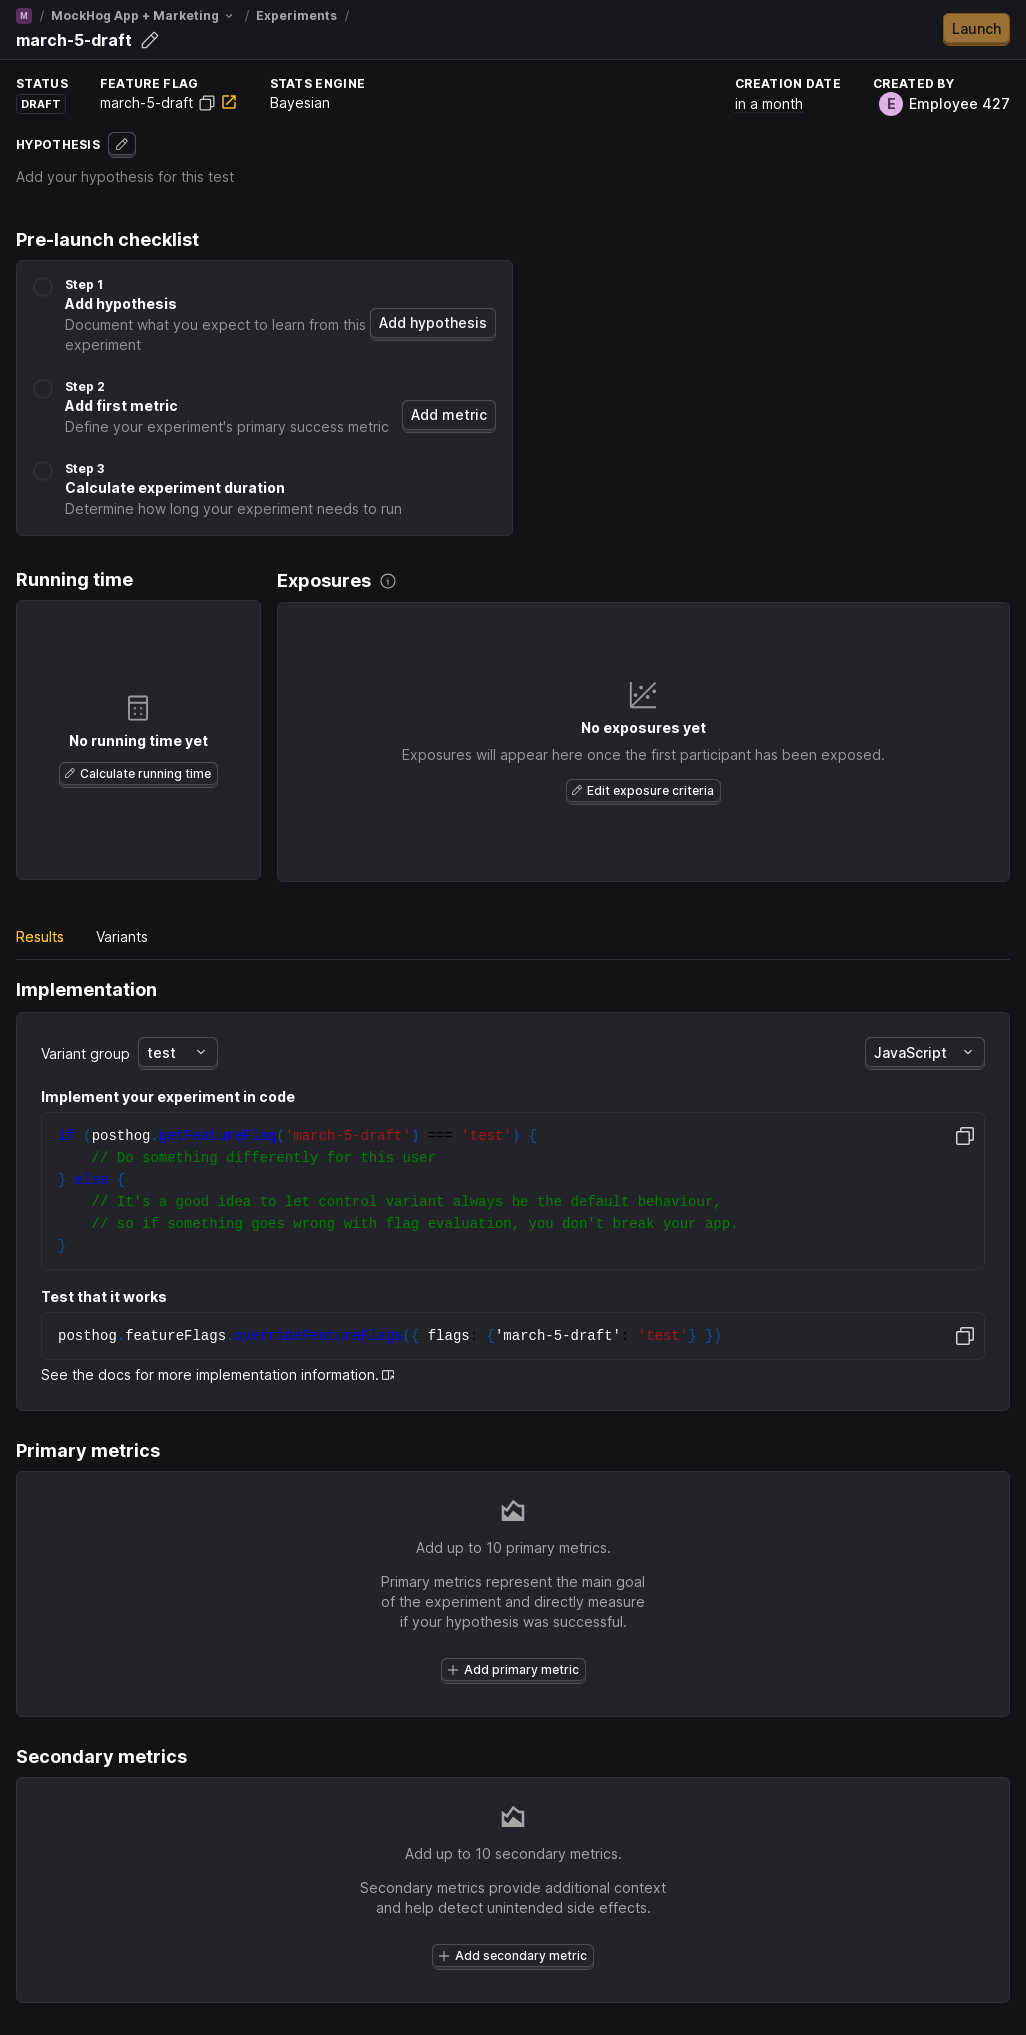 M / MockHog App + Marketing / Experiments /
march-5-draft
Launch
STATUS
DRAFT
FEATURE FLAG
march-5-draft
STATS ENGINE
Bayesian
CREATION DATE
in a month
CREATED BY
E Employee 427
HYPOTHESIS
Add your hypothesis for this test
Pre-launch checklist
Step 1
Add hypothesis
Document what you expect to learn from this
experiment
Add hypothesis
Step 2
Add first metric
Define your experiment's primary success metric
Add metric
Step 3
Calculate experiment duration
Determine how long your experiment needs to run
Running time
No running time yet
Calculate running time
Exposures
No exposures yet
Exposures will appear here once the first participant has been exposed.
Edit exposure criteria
Results
Variants
Implementation
Variant group test
JavaScript
Implement your experiment in code
if (posthog.getFeatureFlag('march-5-draft') === 'test') {
// Do something differently for this user
} else {
// It's a good idea to let control variant always be the default behaviour,
// so if something goes wrong with flag evaluation, you don't break your app.
}
Test that it works
posthog.featureFlags.overrideFeatureFlags({ flags: {'march-5-draft': 'test'} })
See the docs for more implementation information.
Primary metrics
Add up to 10 primary metrics.
Primary metrics represent the main goal
of the experiment and directly measure
if your hypothesis was successful.
Add primary metric
Secondary metrics
Add up to 10 secondary metrics.
Secondary metrics provide additional context
and help detect unintended side effects.
Add secondary metric